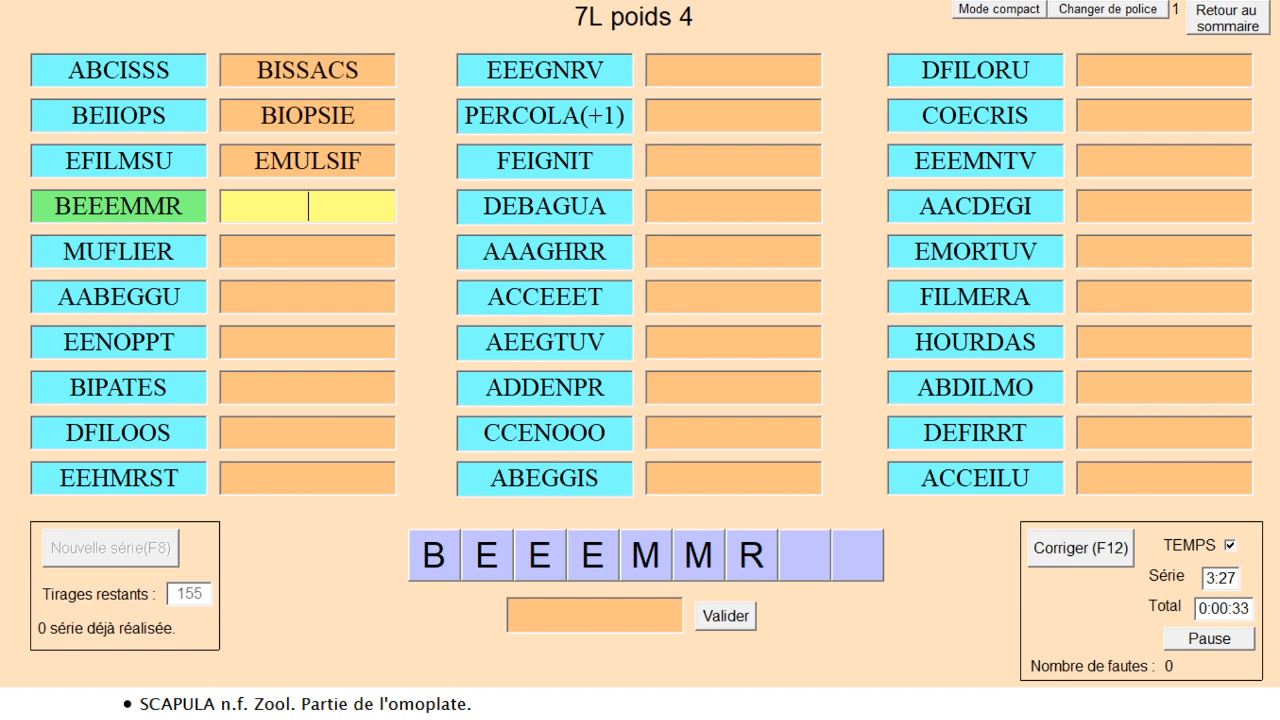 7L poids 4
Mode compact Changer de police 1 Retour au sommaire
ABCISSS BISSACS EEEGNRV DFILORU
BEIIOPS BIOPSIE PERCOLA(+1) COECRIS
EFILMSU EMULSIF FEIGNIT EEEMNTV
BEEEMMR DEBAGUA AACDEGI
MUFLIER AAAGHRR EMORTUV
AABEGGU ACCEEET FILMERA
EENOPPT AEEGTUV HOURDAS
BIPATES ADDENPR ABDILMO
DFILOOS CCENOOO DEFIRRT
EEHMRST ABEGGIS ACCEILU
Nouvelle série(F8)
Tirages restants : 155
0 série déjà réalisée.
B E E E M M R
Valider
Corriger (F12) TEMPS
Série 3:27
Total 0:00:33
Pause
Nombre de fautes : 0
• SCAPULA n.f. Zool. Partie de l'omoplate.